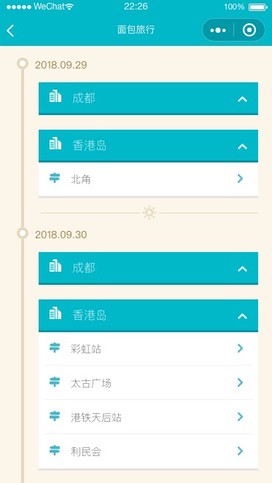 WeChat
22:26
100%
面包旅行
2018.09.29
成都
香港岛
北角
2018.09.30
成都
香港岛
彩虹站
太古广场
港铁天后站
利民会